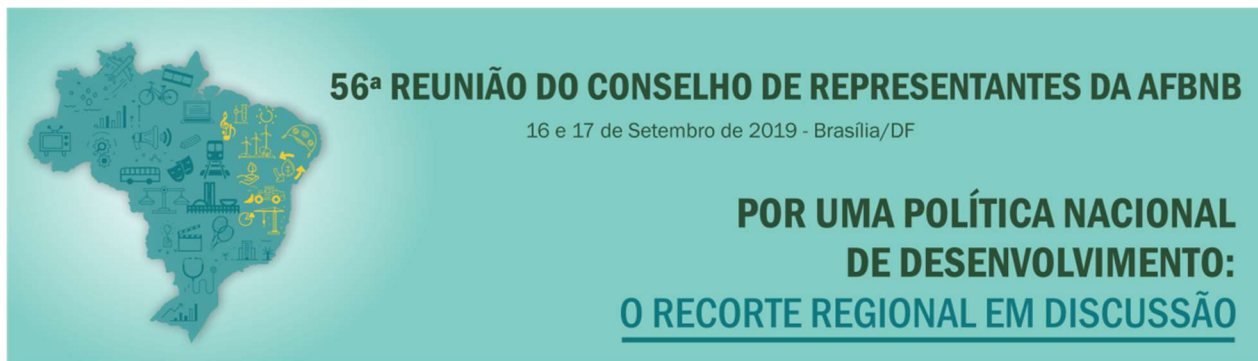 56ª REUNIÃO DO CONSELHO DE REPRESENTANTES DA AFBNB
16 e 17 de Setembro de 2019 - Brasília/DF
POR UMA POLÍTICA NACIONAL
DE DESENVOLVIMENTO:
O RECORTE REGIONAL EM DISCUSSÃO